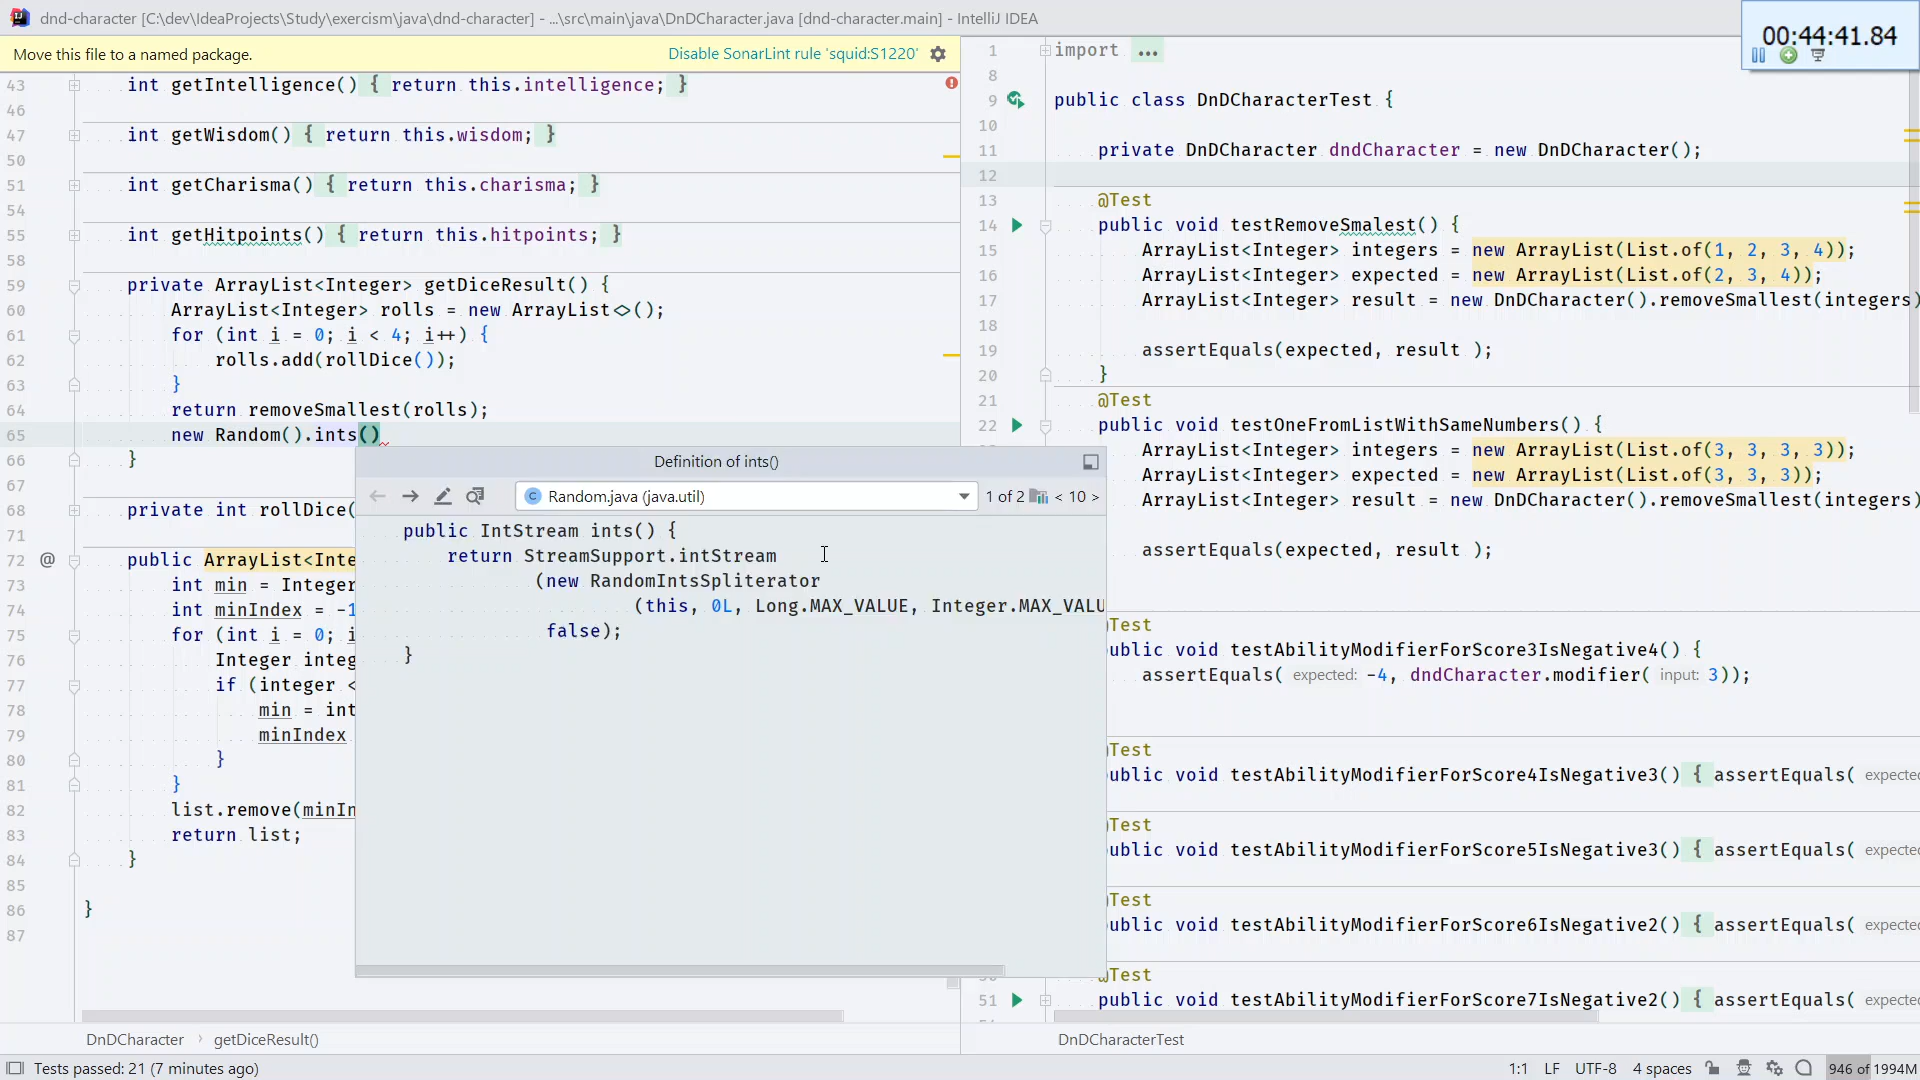 dnd-character [C:\dev\IdeaProjects\Study\exercism\java\dnd-character] - ...\src\main\java\DnDCharacter.java [dnd-character.main] - IntelliJ IDEA
00:44:41.84
Move this file to a named package.
Disable SonarLint rule 'squid:S1220'
43 int getIntelligence() { return this.intelligence; }
46
47 int getWisdom() { return this.wisdom; }
50
51 int getCharisma() { return this.charisma; }
54
55 int getHitpoints() { return this.hitpoints; }
58
59 private ArrayList<Integer> getDiceResult() {
60 ArrayList<Integer> rolls = new ArrayList<>();
61 for (int i = 0; i < 4; i++) {
62 rolls.add(rollDice());
63 }
64 return removeSmallest(rolls);
65 new Random().ints()
66 }
67
68 private int rollDice(
71
72 @ public ArrayList<Inte
73 int min = Integer
74 int minIndex = -1
75 for (int i = 0; i
76 Integer integ
77 if (integer <
78 min = int
79 minIndex
80 }
81 }
82 list.remove(minIn
83 return list;
84 }
85
86 }
87
Definition of ints()
Random.java (java.util)
1 of 2
< 10 >
public IntStream ints() {
return StreamSupport.intStream
(new RandomIntsSpliterator
(this, 0L, Long.MAX_VALUE, Integer.MAX_VALU
false);
}
1 import ...
8
9 public class DnDCharacterTest {
10
11 private DnDCharacter dndCharacter = new DnDCharacter();
12
13 @Test
14 public void testRemoveSmalest() {
15 ArrayList<Integer> integers = new ArrayList(List.of(1, 2, 3, 4));
16 ArrayList<Integer> expected = new ArrayList(List.of(2, 3, 4));
17 ArrayList<Integer> result = new DnDCharacter().removeSmallest(integers)
18
19 assertEquals(expected, result );
20 }
21 @Test
22 public void testOneFromListWithSameNumbers() {
ArrayList<Integer> integers = new ArrayList(List.of(3, 3, 3, 3));
ArrayList<Integer> expected = new ArrayList(List.of(3, 3, 3));
ArrayList<Integer> result = new DnDCharacter().removeSmallest(integers)
assertEquals(expected, result );
@Test
ublic void testAbilityModifierForScore3IsNegative4() {
assertEquals( expected: -4, dndCharacter.modifier( input: 3));
@Test
ublic void testAbilityModifierForScore4IsNegative3() { assertEquals( expected
@Test
ublic void testAbilityModifierForScore5IsNegative3() { assertEquals( expected
@Test
ublic void testAbilityModifierForScore6IsNegative2() { assertEquals( expected
@Test
51 public void testAbilityModifierForScore7IsNegative2() { assertEquals( expected
DnDCharacter › getDiceResult()
DnDCharacterTest
Tests passed: 21 (7 minutes ago)
1:1 LF UTF-8 4 spaces 946 of 1994M